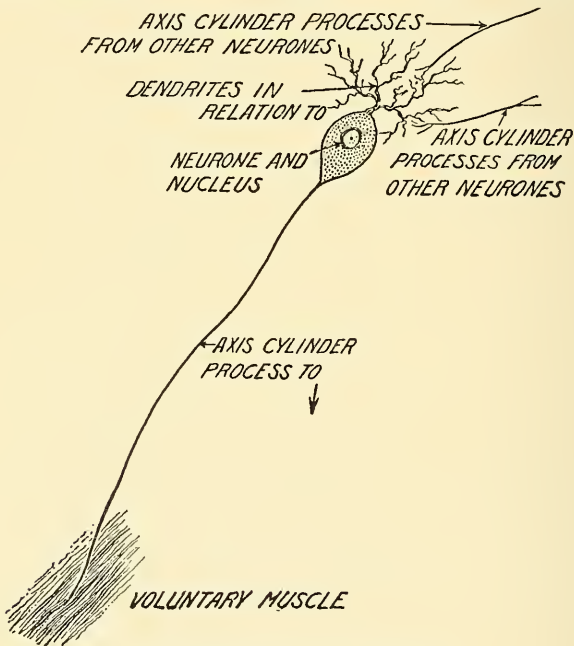 AXIS CYLINDER PROCESSES
FROM OTHER NEURONES
DENDRITES IN
RELATION TO
AXIS CYLINDER
PROCESSES FROM
OTHER NEURONES
NEURONE AND
NUCLEUS
AXIS CYLINDER
PROCESS TO
VOLUNTARY MUSCLE